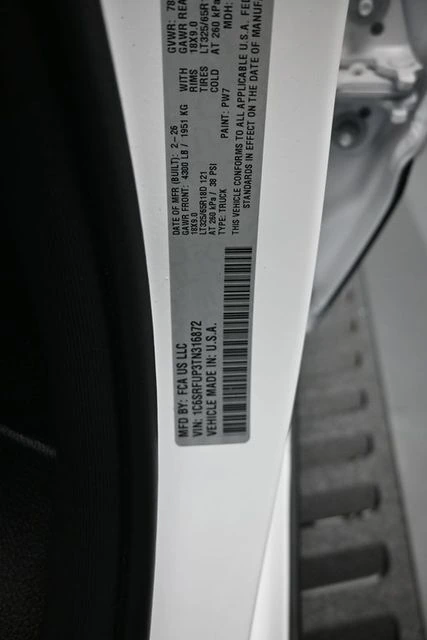 MFD BY: FCA US LLC
VIN: 1C6SRFUP3TN316872
VEHICLE MADE IN: U.S.A.
DATE OF MFR (BUILT): 2-26
GVWR: 78
GAWR FRONT: 4300 LB / 1951 KG WITH
GAWR REA
18X9.0 RIMS 18X9.0
LT325/65R18D 121 TIRES LT325/65R1
AT 260 kPa / 38 PSI COLD AT 260 kPa
TYPE: TRUCK PAINT: PW7 MDH:
THIS VEHICLE CONFORMS TO ALL APPLICABLE U.S.A. FE
STANDARDS IN EFFECT ON THE DATE OF MANUF